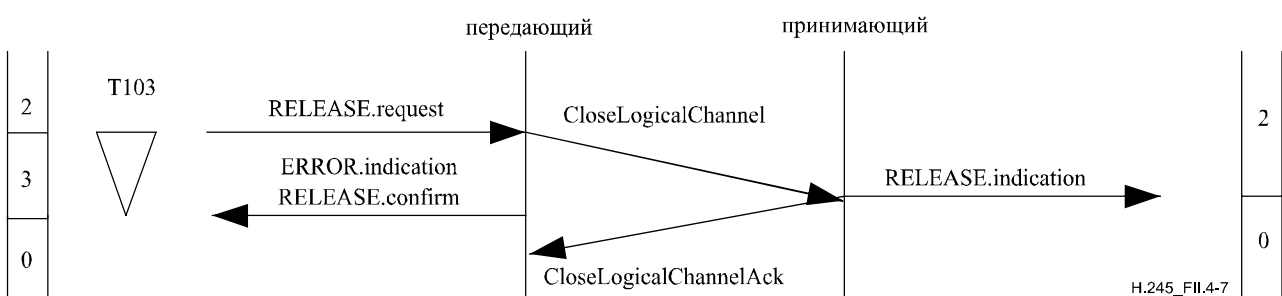 передающий
принимающий
T103
2
RELEASE.request
CloseLogicalChannel
2
3
ERROR.indication
RELEASE.confirm
RELEASE.indication
0
CloseLogicalChannelAck
0
H.245_FII.4-7